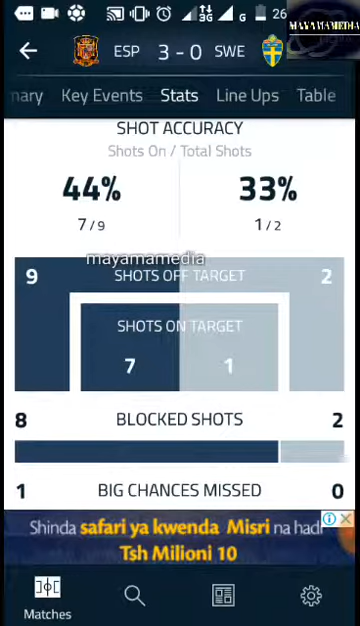 3G 26
MAYAMAMEDIA
ESP 3 - 0 SWE
nary Key Events Stats Line Ups Table
SHOT ACCURACY
Shots On / Total Shots
44% 33%
7/9 1/2
mayamamedia
9 SHOTS OFF TARGET 2
SHOTS ON TARGET
7 1
8 BLOCKED SHOTS 2
1 BIG CHANCES MISSED 0
Shinda safari ya kwenda Misri na hadi
Tsh Milioni 10
Matches